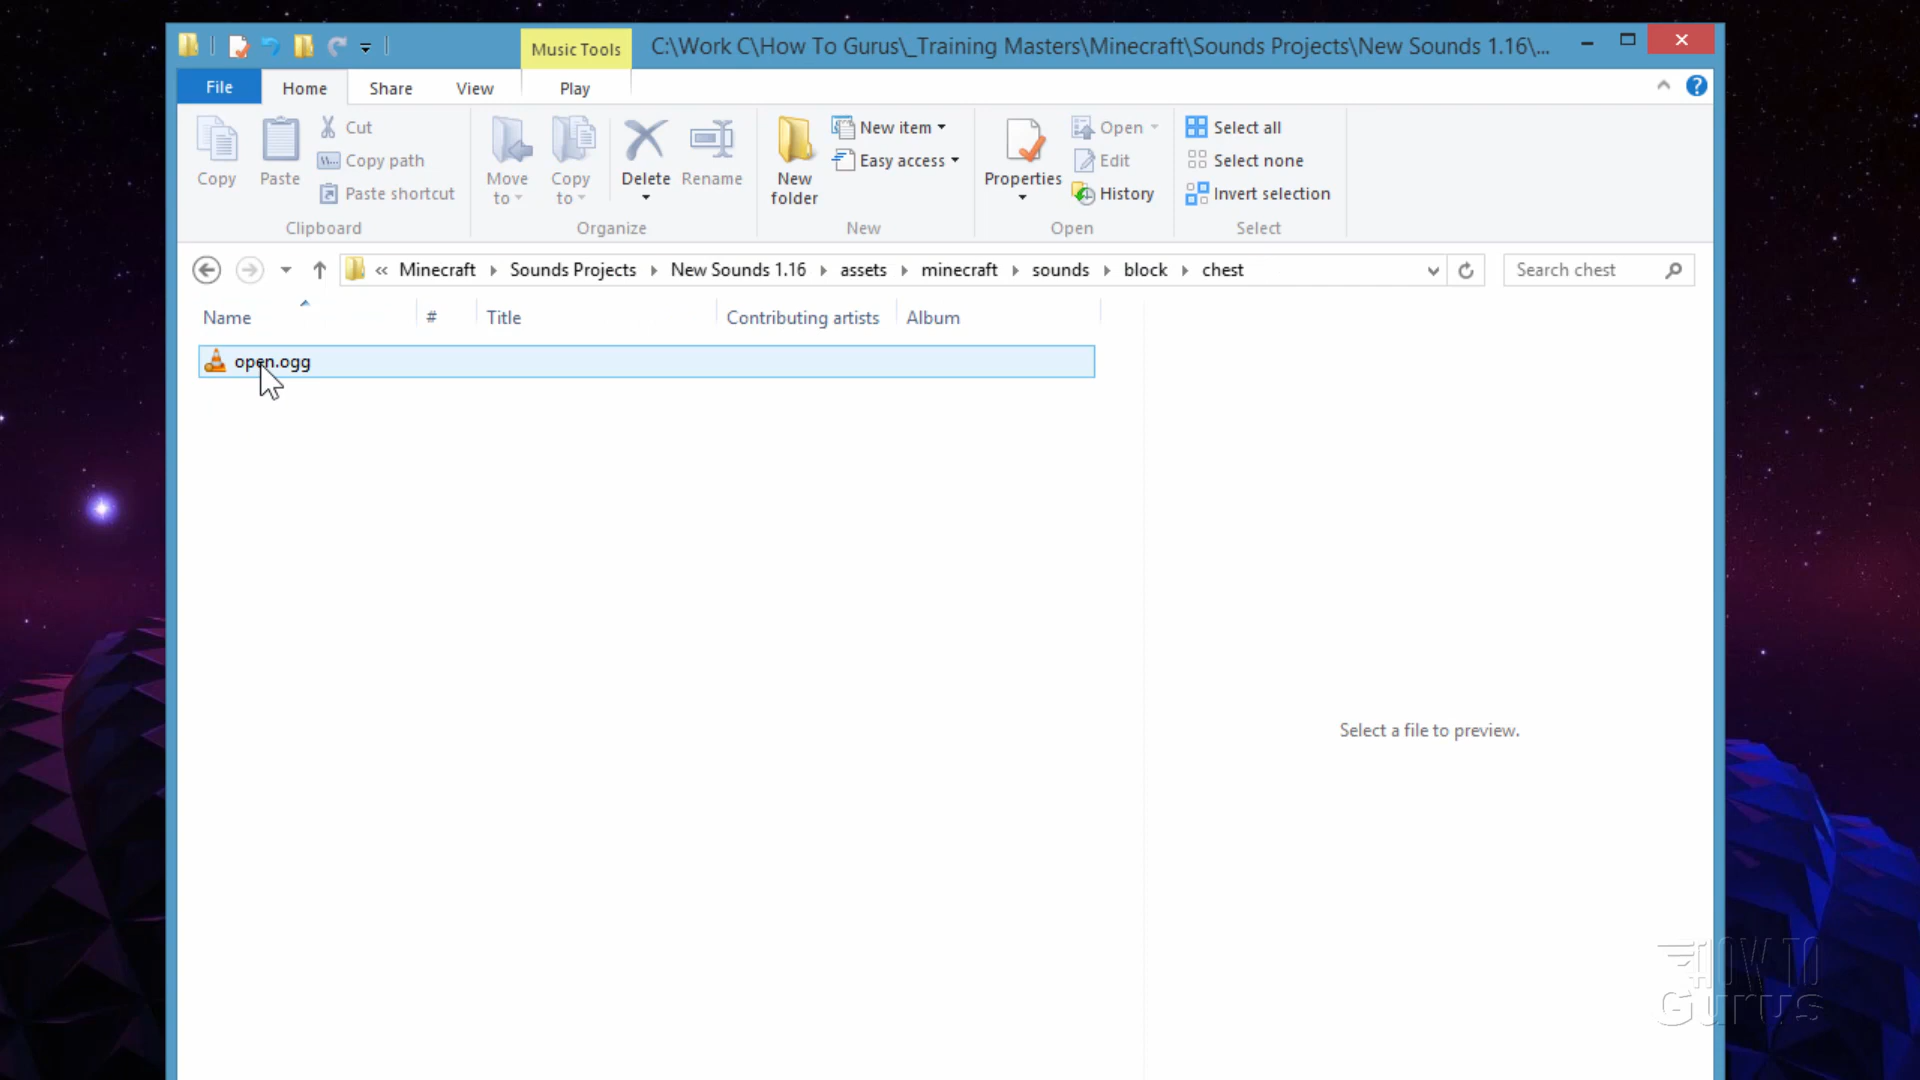 Music Tools
C:\Work C\How To Gurus\_Training Masters\Minecraft\Sounds Projects\New Sounds 1.16\...
File
Home
Share
View
Play
Copy
Paste
Cut
Copy path
Paste shortcut
Clipboard
Move to
Copy to
Delete
Rename
Organize
New folder
New item
Easy access
New
Properties
Open
Edit
History
Open
Select all
Select none
Invert selection
Select
« Minecraft Sounds Projects New Sounds 1.16 assets minecraft sounds block chest
Search chest
Name
#
Title
Contributing artists
Album
open.ogg
Select a file to preview.
HOW TO
GURUS